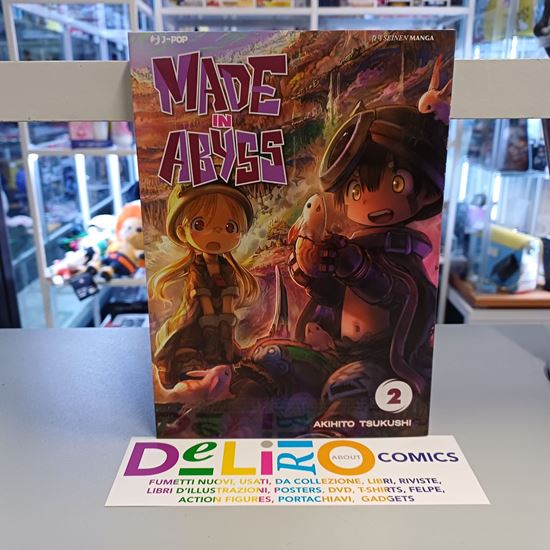 J-POP
J-POP SEINEN MANGA
MADE
IN
ABYSS
2
AKIHITO TSUKUSHI
DeLiRiO ABOUT COMICS
FUMETTI NUOVI, USATI, DA COLLEZIONE, LIBRI, RIVISTE,
LIBRI D'ILLUSTRAZIONI, POSTERS, DVD, T-SHIRTS, FELPE,
ACTION FIGURES, PORTACHIAVI, GADGETS